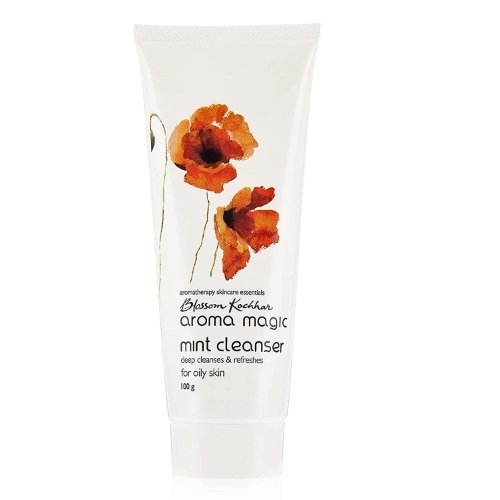 aromatherapy skincare essentials
Blossom Kochhar
aroma magic
mint cleanser
deep cleanses & refreshes
for oily skin
100 g